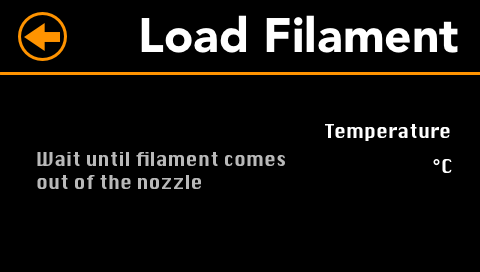 Load Filament
Temperature
Wait until filament comes
°C
out of the nozzle